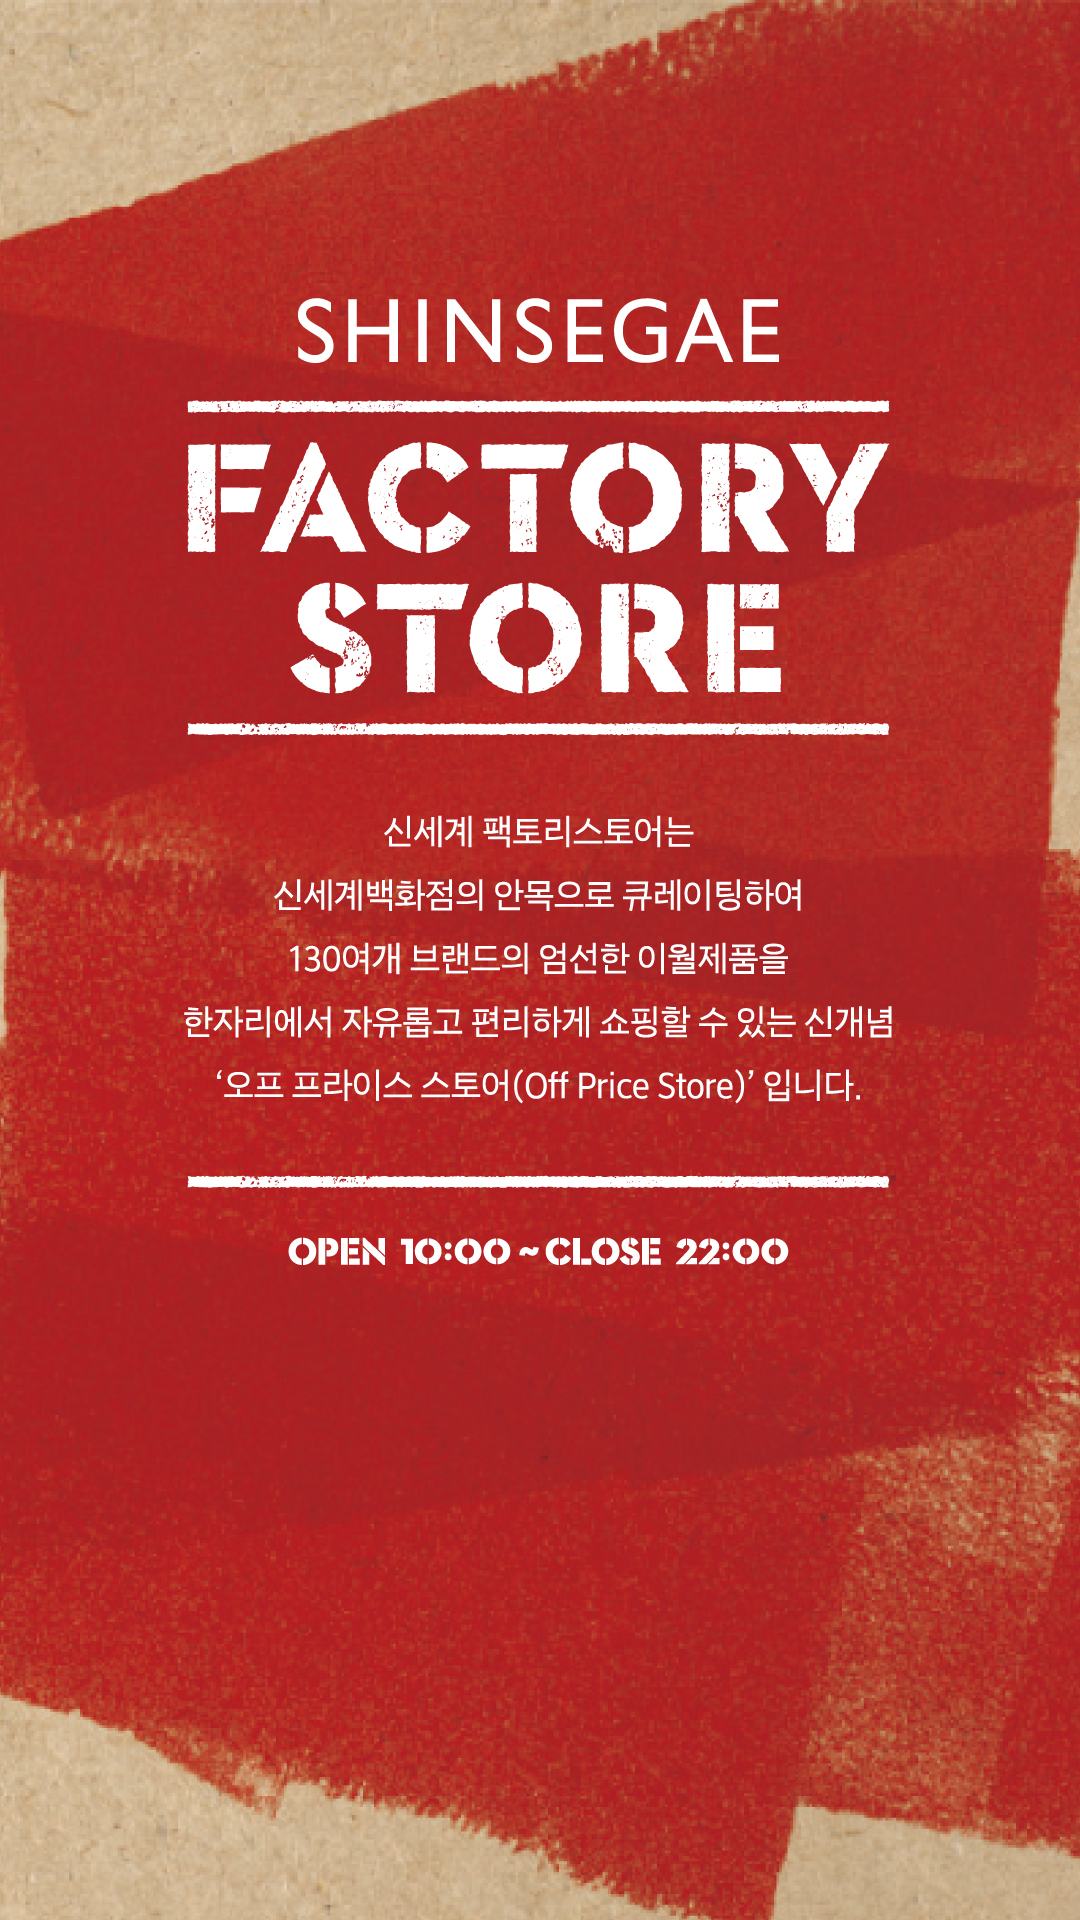 SHINSEGAE
FACTORY
STORE
신세계 팩토리스토어는
신세계백화점의 안목으로 큐레이팅하여
130여개 브랜드의 엄선한 이월제품을
한자리에서 자유롭고 편리하게 쇼핑할 수 있는 신개념
‘오프 프라이스 스토어(Off Price Store)’ 입니다.
OPEN 10:00 ~ CLOSE 22:00